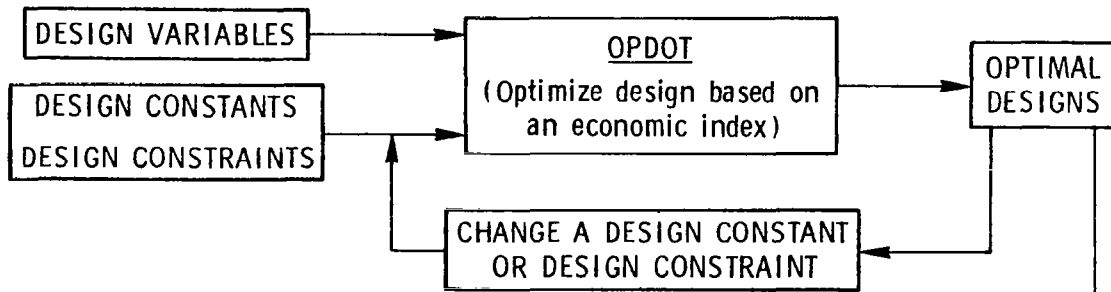 DESIGN VARIABLES
DESIGN CONSTANTS
DESIGN CONSTRAINTS
OPDOT
(Optimize design based on
an economic index)
OPTIMAL
DESIGNS
CHANGE A DESIGN CONSTANT
OR DESIGN CONSTRAINT